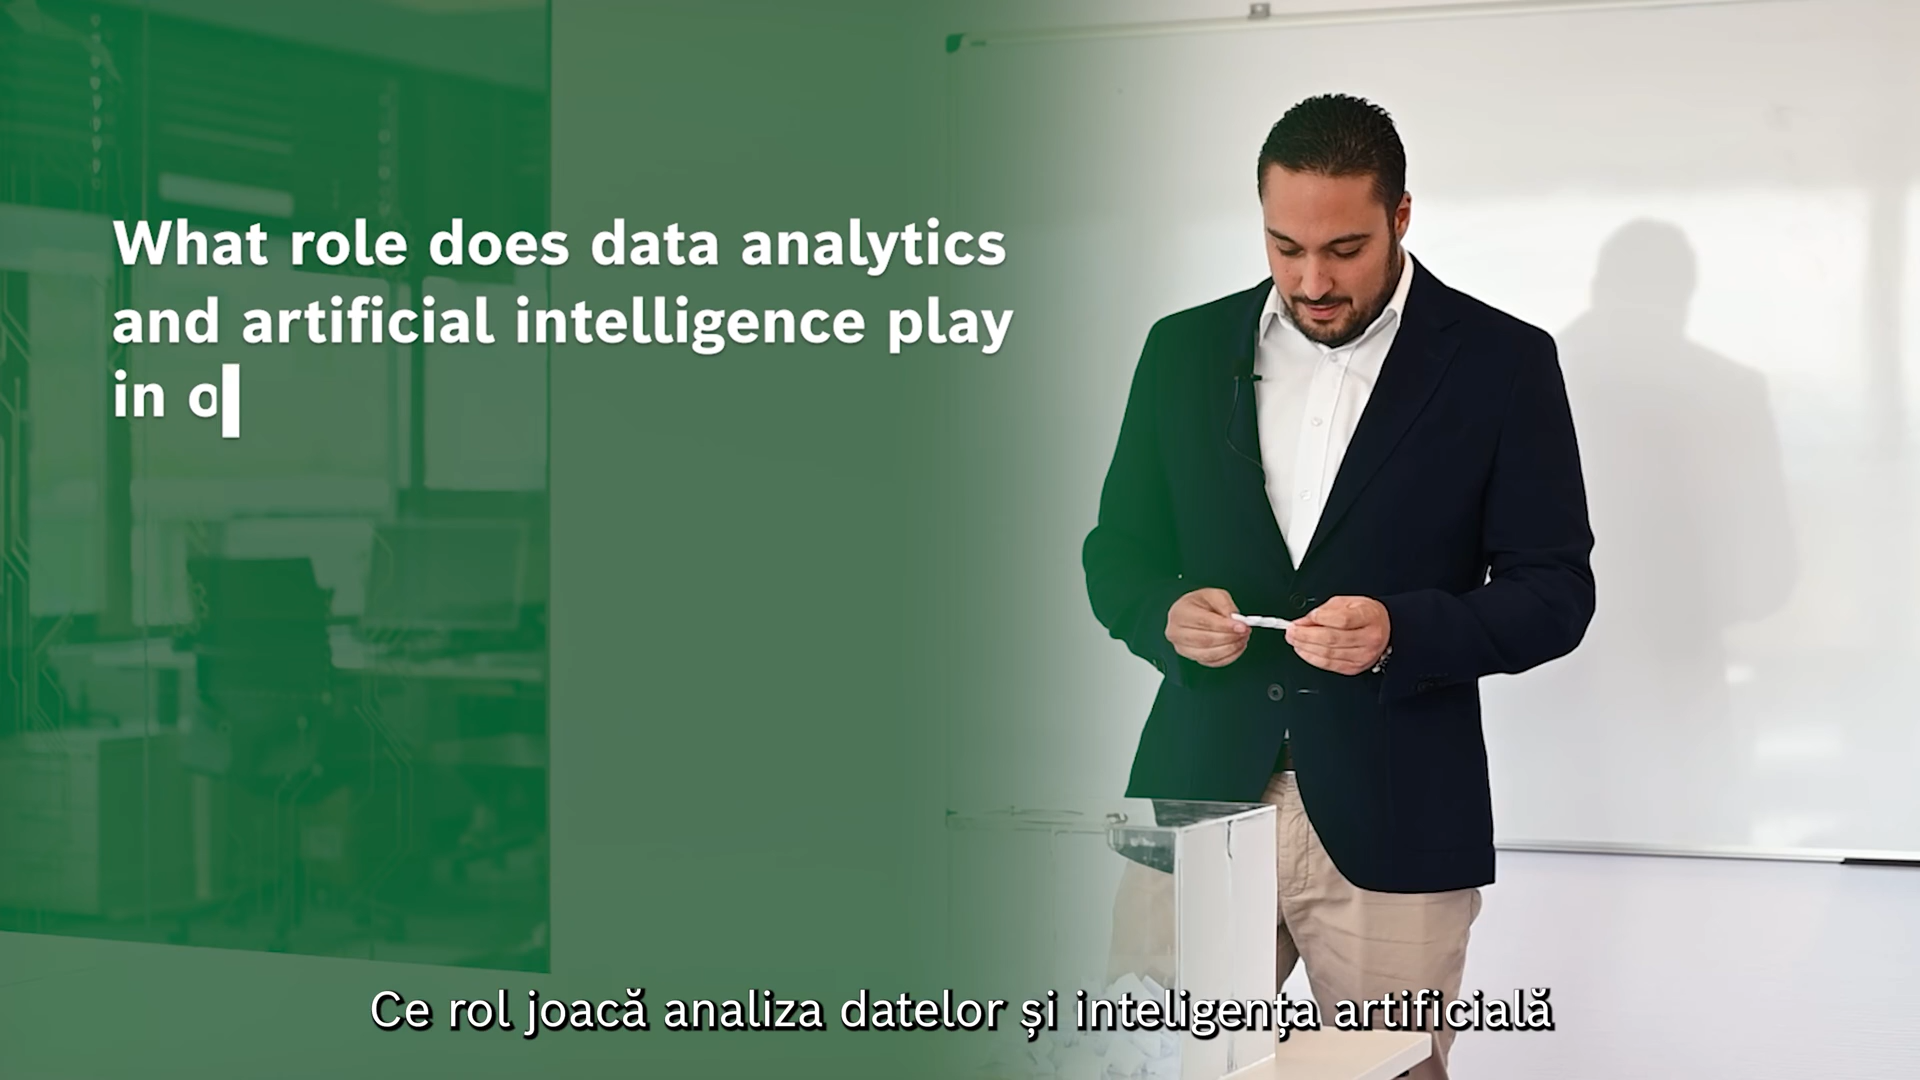 What role does data analytics
and artificial intelligence play
in o
Ce rol joacă analiza datelor și inteligența artificială